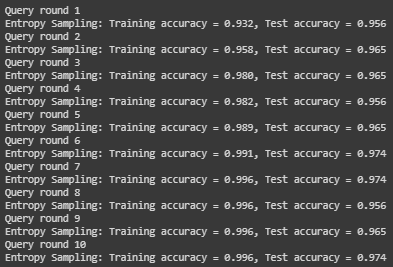 Query round 1
Entropy Sampling: Training accuracy = 0.932, Test accuracy = 0.956
Query round 2
Entropy Sampling: Training accuracy = 0.958, Test accuracy = 0.965
Query round 3
Entropy Sampling: Training accuracy = 0.980, Test accuracy = 0.965
Query round 4
Entropy Sampling: Training accuracy = 0.982, Test accuracy = 0.956
Query round 5
Entropy Sampling: Training accuracy = 0.989, Test accuracy = 0.965
Query round 6
Entropy Sampling: Training accuracy = 0.991, Test accuracy = 0.974
Query round 7
Entropy Sampling: Training accuracy = 0.996, Test accuracy = 0.974
Query round 8
Entropy Sampling: Training accuracy = 0.996, Test accuracy = 0.956
Query round 9
Entropy Sampling: Training accuracy = 0.996, Test accuracy = 0.965
Query round 10
Entropy Sampling: Training accuracy = 0.996, Test accuracy = 0.974